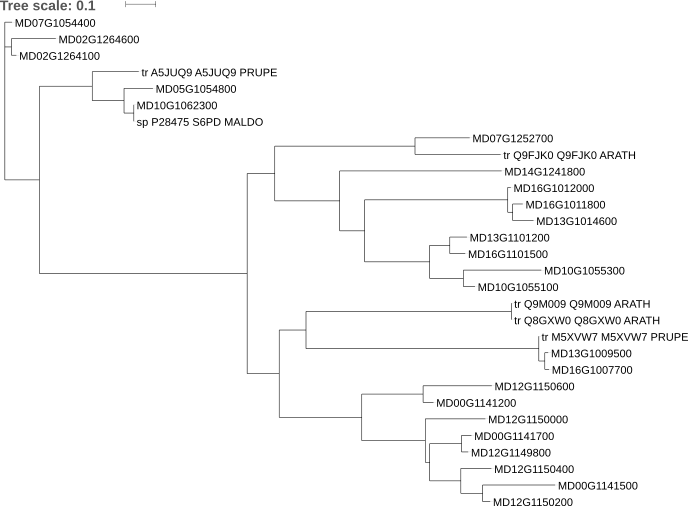 Tree scale: 0.1
MD07G1054400
MD02G1264600
MD02G1264100
tr A5JUQ9 A5JUQ9 PRUPE
MD05G1054800
MD10G1062300
sp P28475 S6PD MALDO
MD07G1252700
tr Q9FJK0 Q9FJK0 ARATH
MD14G1241800
MD16G1012000
MD16G1011800
MD13G1014600
MD13G1101200
MD16G1101500
MD10G1055300
MD10G1055100
tr Q9M009 Q9M009 ARATH
tr Q8GXW0 Q8GXW0 ARATH
tr M5XVW7 M5XVW7 PRUPE
MD13G1009500
MD16G1007700
MD12G1150600
MD00G1141200
MD12G1150000
MD00G1141700
MD12G1149800
MD12G1150400
MD00G1141500
MD12G1150200